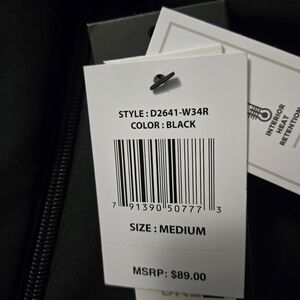 STYLE : D2641-W34R
COLOR : BLACK
7 91390 50777 3
SIZE : MEDIUM
MSRP: $89.00
INTERIOR
HEAT
RETENTION